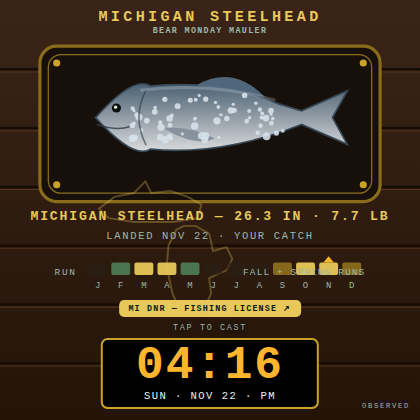 MICHIGAN STEELHEAD
BEAR MONDAY MAULER
MICHIGAN STEELHEAD — 26.3 IN · 7.7 LB
LANDED NOV 22 · YOUR CATCH
RUN FALL + SPRING RUNS
J F M A M J J A S O N D
MI DNR — FISHING LICENSE ↗
TAP TO CAST
04:16
SUN · NOV 22 · PM
OBSERVED